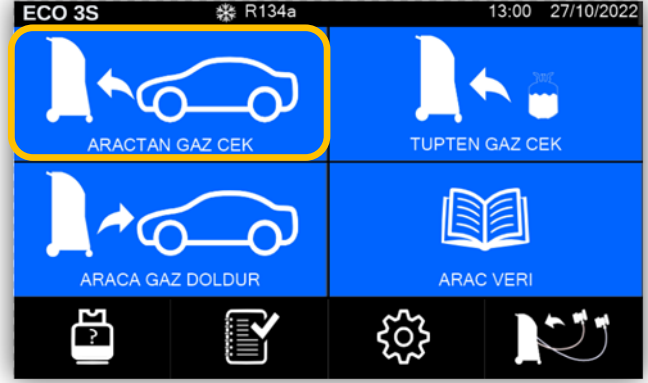 ECO 3S R134a 13:00 27/10/2022
ARACTAN GAZ CEK
TUPTEN GAZ CEK
ARACA GAZ DOLDUR
ARAC VERI
?